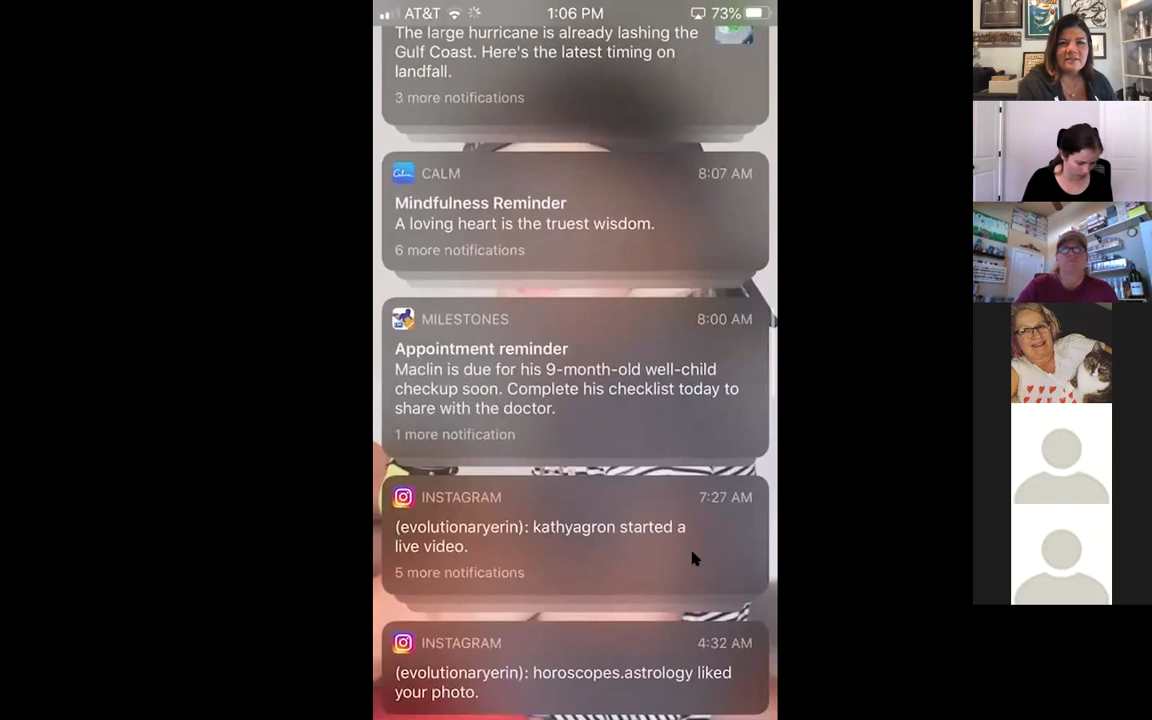 AT&T 1:06 PM 73%
The large hurricane is already lashing the
Gulf Coast. Here's the latest timing on
landfall.
3 more notifications
CALM 8:07 AM
Mindfulness Reminder
A loving heart is the truest wisdom.
6 more notifications
MILESTONES 8:00 AM
Appointment reminder
Maclin is due for his 9-month-old well-child
checkup soon. Complete his checklist today to
share with the doctor.
1 more notification
INSTAGRAM 7:27 AM
(evolutionaryerin): kathyagron started a
live video.
5 more notifications
INSTAGRAM 4:32 AM
(evolutionaryerin): horoscopes.astrology liked
your photo.